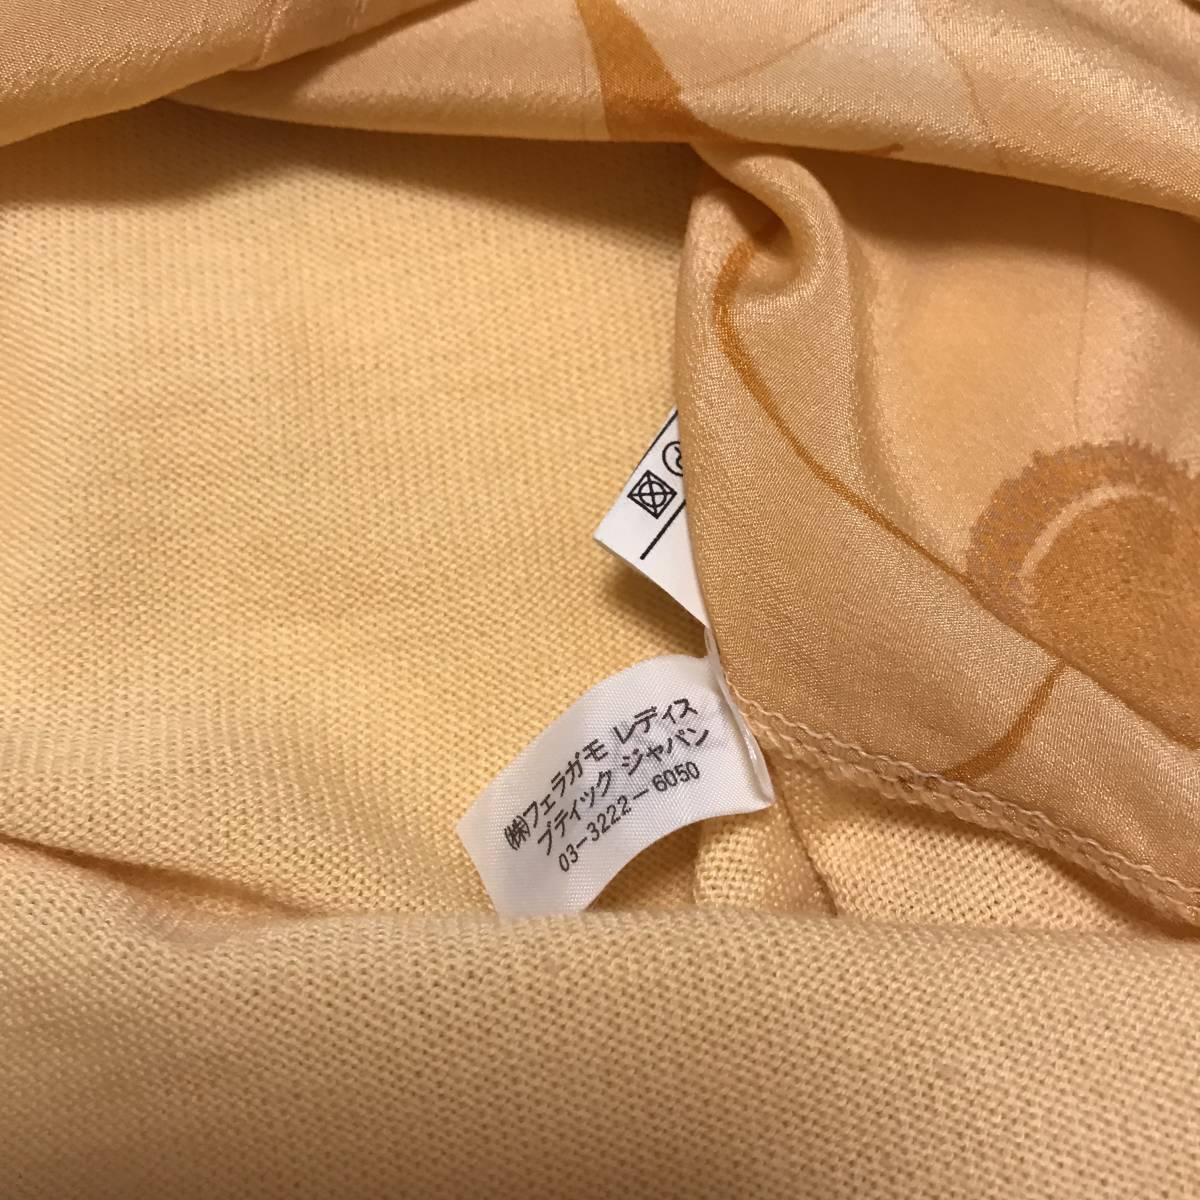 ㈱フェラガモ レディス
ブティック ジャパン
03-3222-6050